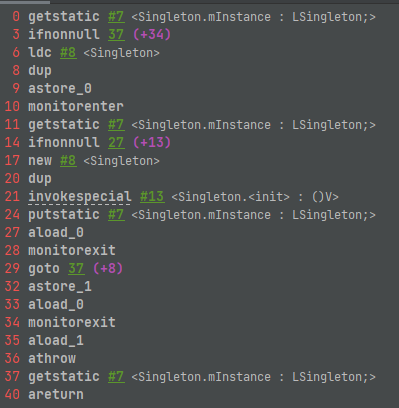 0 getstatic #7 <Singleton.mInstance : LSingleton;>
3 ifnonnull 37 (+34)
6 ldc #8 <Singleton>
8 dup
9 astore_0
10 monitorenter
11 getstatic #7 <Singleton.mInstance : LSingleton;>
14 ifnonnull 27 (+13)
17 new #8 <Singleton>
20 dup
21 invokespecial #13 <Singleton.<init> : ()V>
24 putstatic #7 <Singleton.mInstance : LSingleton;>
27 aload_0
28 monitorexit
29 goto 37 (+8)
32 astore_1
33 aload_0
34 monitorexit
35 aload_1
36 athrow
37 getstatic #7 <Singleton.mInstance : LSingleton;>
40 areturn